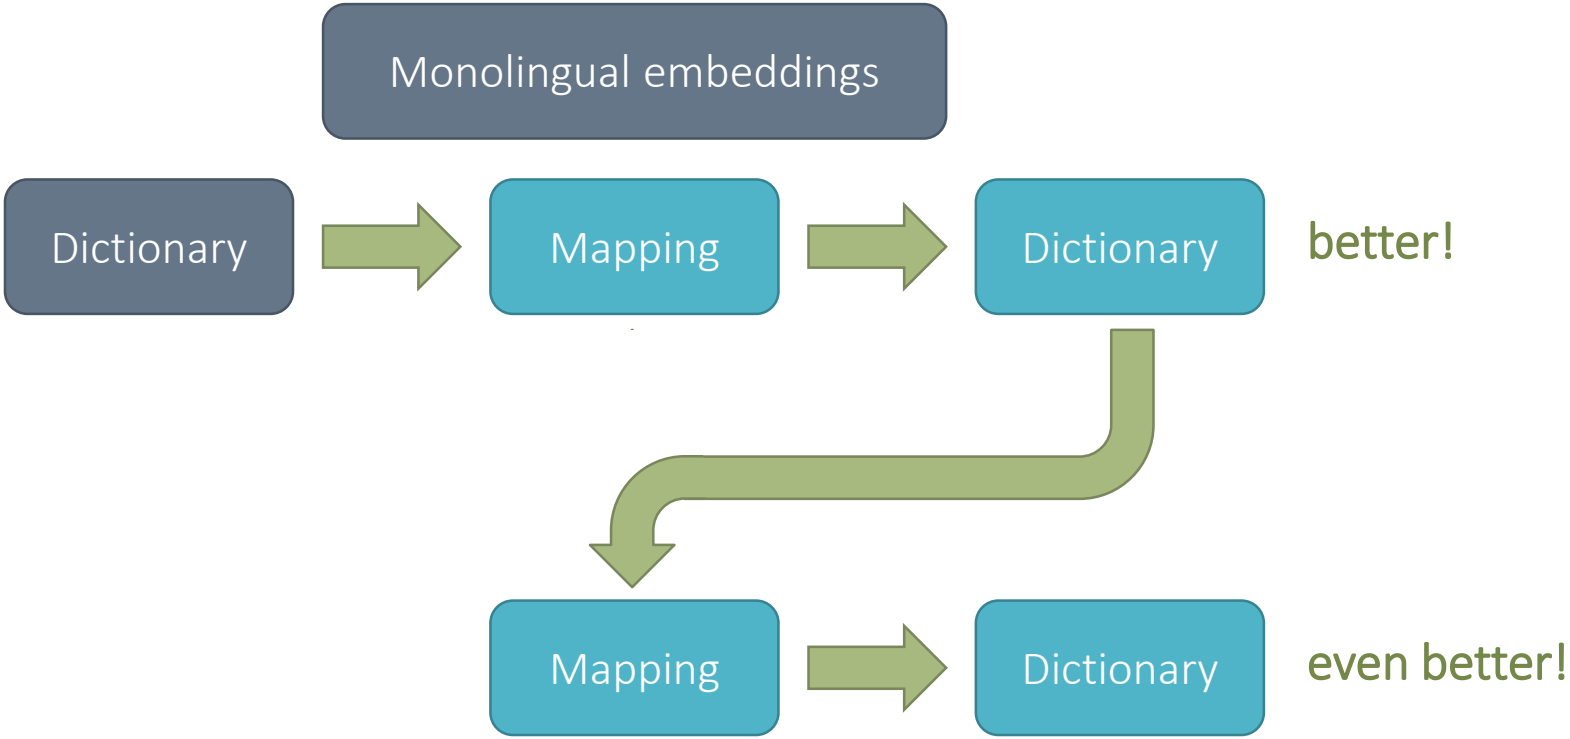 Monolingual embeddings
Dictionary
Mapping
Dictionary
better!
Mapping
Dictionary
even better!